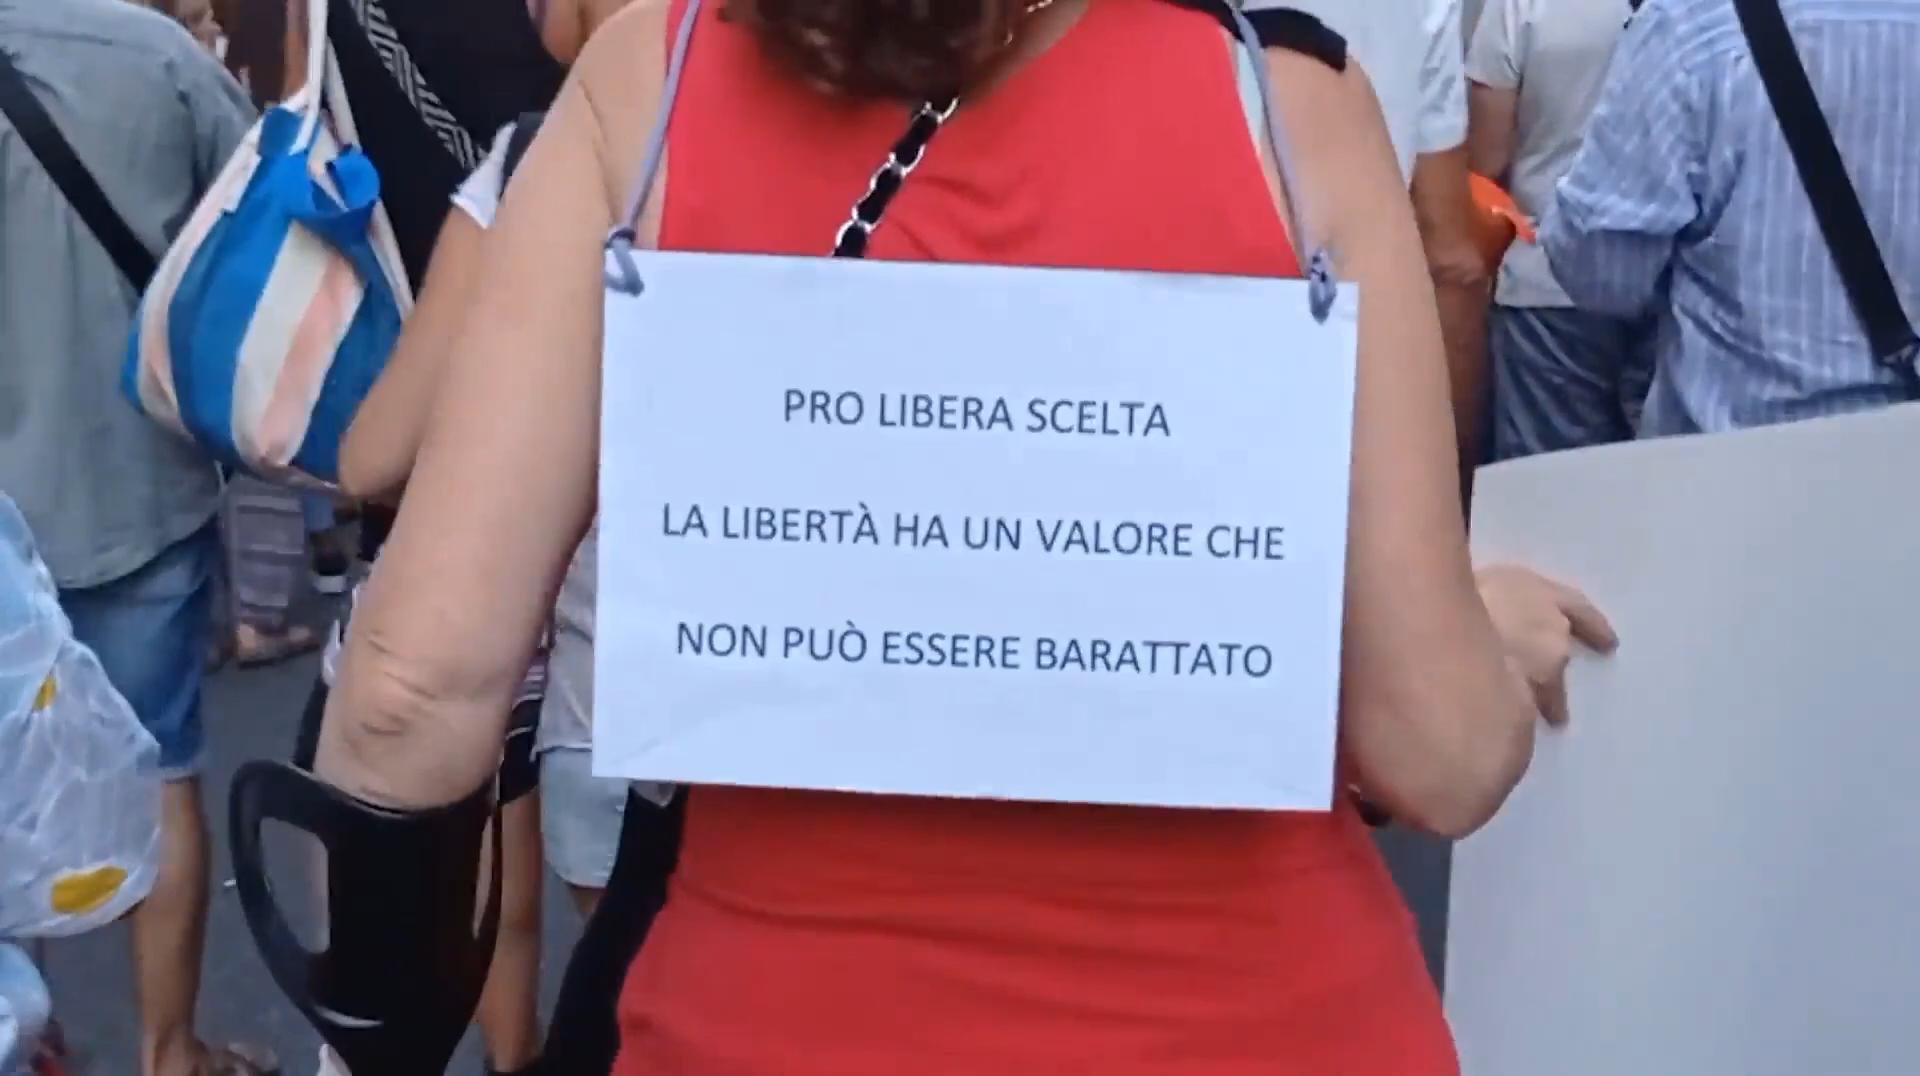 PRO LIBERA SCELTA
LA LIBERTÀ HA UN VALORE CHE
NON PUÒ ESSERE BARATTATO